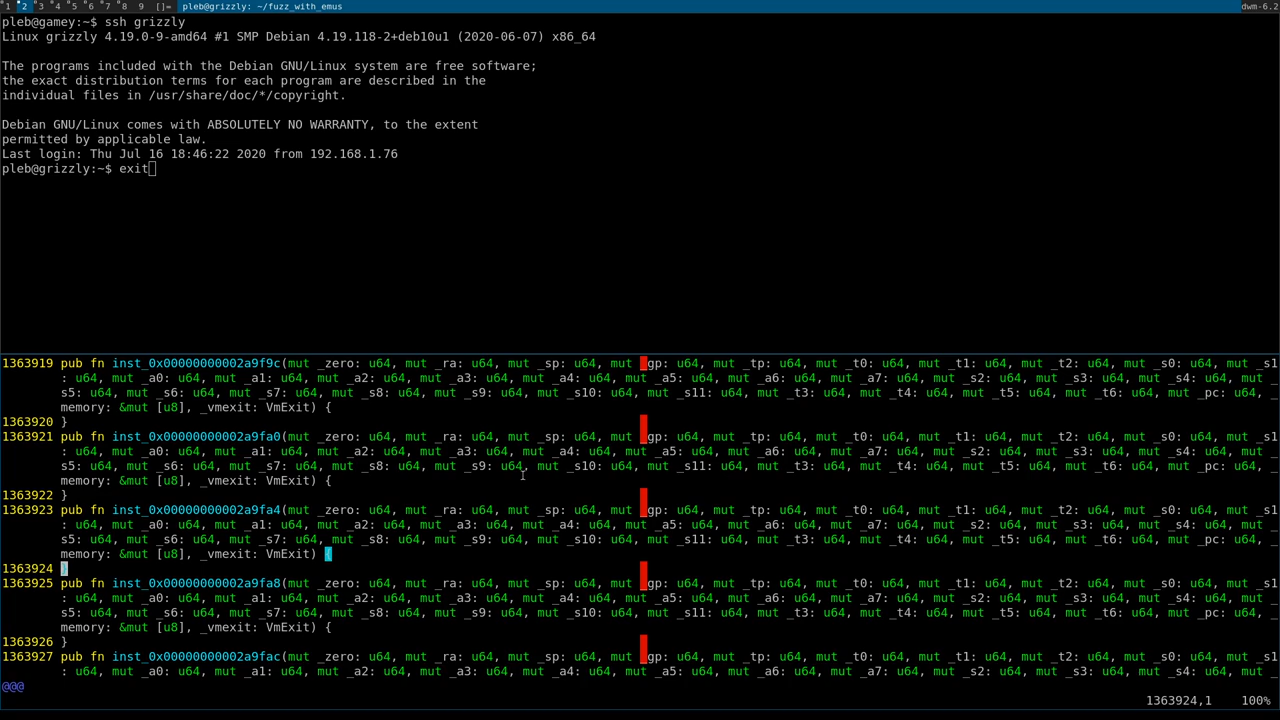 1 2 3 4 5 6 7 8 9 []= pleb@grizzly: ~/fuzz_with_emus dwm-6.2
pleb@gamey:~$ ssh grizzly
Linux grizzly 4.19.0-9-amd64 #1 SMP Debian 4.19.118-2+deb10u1 (2020-06-07) x86_64
The programs included with the Debian GNU/Linux system are free software;
the exact distribution terms for each program are described in the
individual files in /usr/share/doc/*/copyright.
Debian GNU/Linux comes with ABSOLUTELY NO WARRANTY, to the extent
permitted by applicable law.
Last login: Thu Jul 16 18:46:22 2020 from 192.168.1.76
pleb@grizzly:~$ exit
1363919 pub fn inst_0x00000000002a9f9c(mut _zero: u64, mut _ra: u64, mut _sp: u64, mut _gp: u64, mut _tp: u64, mut _t0: u64, mut _t1: u64, mut _t2: u64, mut _s0: u64, mut _s1
: u64, mut _a0: u64, mut _a1: u64, mut _a2: u64, mut _a3: u64, mut _a4: u64, mut _a5: u64, mut _a6: u64, mut _a7: u64, mut _s2: u64, mut _s3: u64, mut _s4: u64, mut _
s5: u64, mut _s6: u64, mut _s7: u64, mut _s8: u64, mut _s9: u64, mut _s10: u64, mut _s11: u64, mut _t3: u64, mut _t4: u64, mut _t5: u64, mut _t6: u64, mut _pc: u64, _
memory: &mut [u8], _vmexit: VmExit) {
1363920 }
1363921 pub fn inst_0x00000000002a9fa0(mut _zero: u64, mut _ra: u64, mut _sp: u64, mut _gp: u64, mut _tp: u64, mut _t0: u64, mut _t1: u64, mut _t2: u64, mut _s0: u64, mut _s1
: u64, mut _a0: u64, mut _a1: u64, mut _a2: u64, mut _a3: u64, mut _a4: u64, mut _a5: u64, mut _a6: u64, mut _a7: u64, mut _s2: u64, mut _s3: u64, mut _s4: u64, mut _
s5: u64, mut _s6: u64, mut _s7: u64, mut _s8: u64, mut _s9: u64, mut _s10: u64, mut _s11: u64, mut _t3: u64, mut _t4: u64, mut _t5: u64, mut _t6: u64, mut _pc: u64, _
memory: &mut [u8], _vmexit: VmExit) {
1363922 }
1363923 pub fn inst_0x00000000002a9fa4(mut _zero: u64, mut _ra: u64, mut _sp: u64, mut _gp: u64, mut _tp: u64, mut _t0: u64, mut _t1: u64, mut _t2: u64, mut _s0: u64, mut _s1
: u64, mut _a0: u64, mut _a1: u64, mut _a2: u64, mut _a3: u64, mut _a4: u64, mut _a5: u64, mut _a6: u64, mut _a7: u64, mut _s2: u64, mut _s3: u64, mut _s4: u64, mut _
s5: u64, mut _s6: u64, mut _s7: u64, mut _s8: u64, mut _s9: u64, mut _s10: u64, mut _s11: u64, mut _t3: u64, mut _t4: u64, mut _t5: u64, mut _t6: u64, mut _pc: u64, _
memory: &mut [u8], _vmexit: VmExit) {
1363924 }
1363925 pub fn inst_0x00000000002a9fa8(mut _zero: u64, mut _ra: u64, mut _sp: u64, mut _gp: u64, mut _tp: u64, mut _t0: u64, mut _t1: u64, mut _t2: u64, mut _s0: u64, mut _s1
: u64, mut _a0: u64, mut _a1: u64, mut _a2: u64, mut _a3: u64, mut _a4: u64, mut _a5: u64, mut _a6: u64, mut _a7: u64, mut _s2: u64, mut _s3: u64, mut _s4: u64, mut _
s5: u64, mut _s6: u64, mut _s7: u64, mut _s8: u64, mut _s9: u64, mut _s10: u64, mut _s11: u64, mut _t3: u64, mut _t4: u64, mut _t5: u64, mut _t6: u64, mut _pc: u64, _
memory: &mut [u8], _vmexit: VmExit) {
1363926 }
1363927 pub fn inst_0x00000000002a9fac(mut _zero: u64, mut _ra: u64, mut _sp: u64, mut _gp: u64, mut _tp: u64, mut _t0: u64, mut _t1: u64, mut _t2: u64, mut _s0: u64, mut _s1
: u64, mut _a0: u64, mut _a1: u64, mut _a2: u64, mut _a3: u64, mut _a4: u64, mut _a5: u64, mut _a6: u64, mut _a7: u64, mut _s2: u64, mut _s3: u64, mut _s4: u64, mut _
@@@
1363924,1 100%